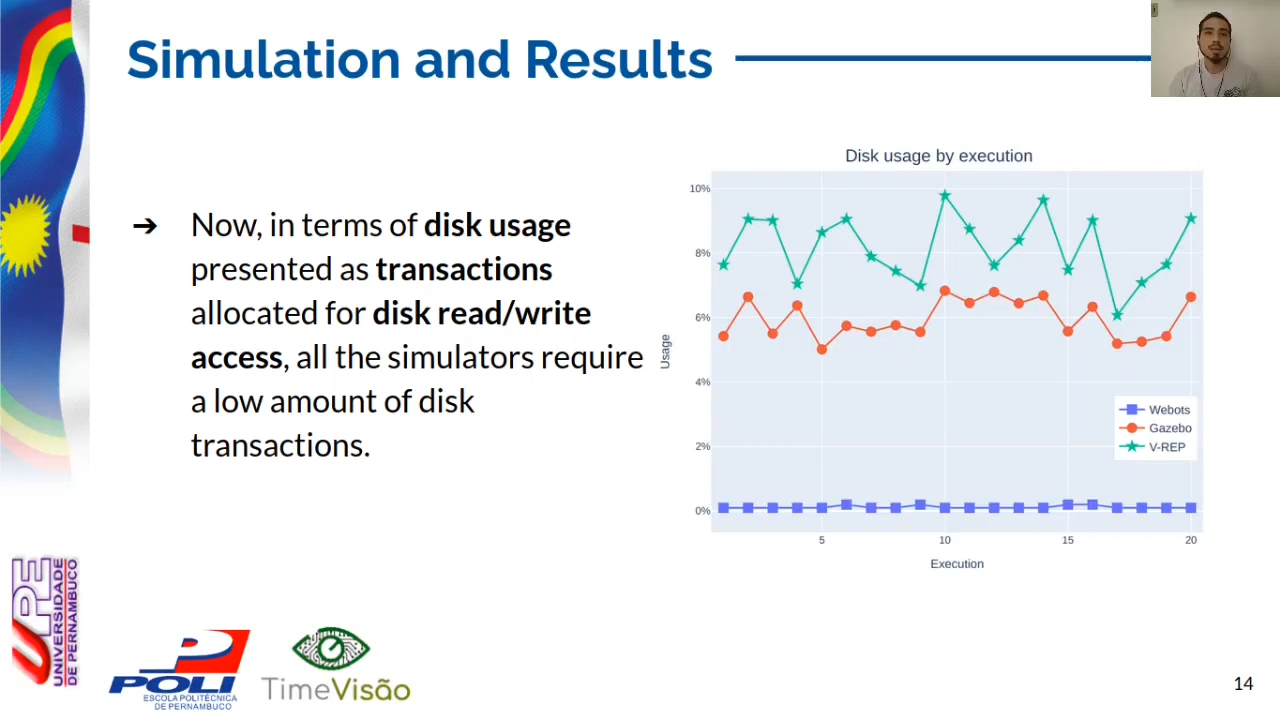 Simulation and Results
➔ Now, in terms of disk usage
presented as transactions
allocated for disk read/write
access, all the simulators require
a low amount of disk
transactions.
Disk usage by execution
10%
8%
6%
4%
2%
0%
Usage
5
10
15
20
Execution
Webots
Gazebo
V-REP
UPE
UNIVERSIDADE
DE PERNAMBUCO
POLI
ESCOLA POLITÉCNICA
DE PERNAMBUCO
TimeVisão
14